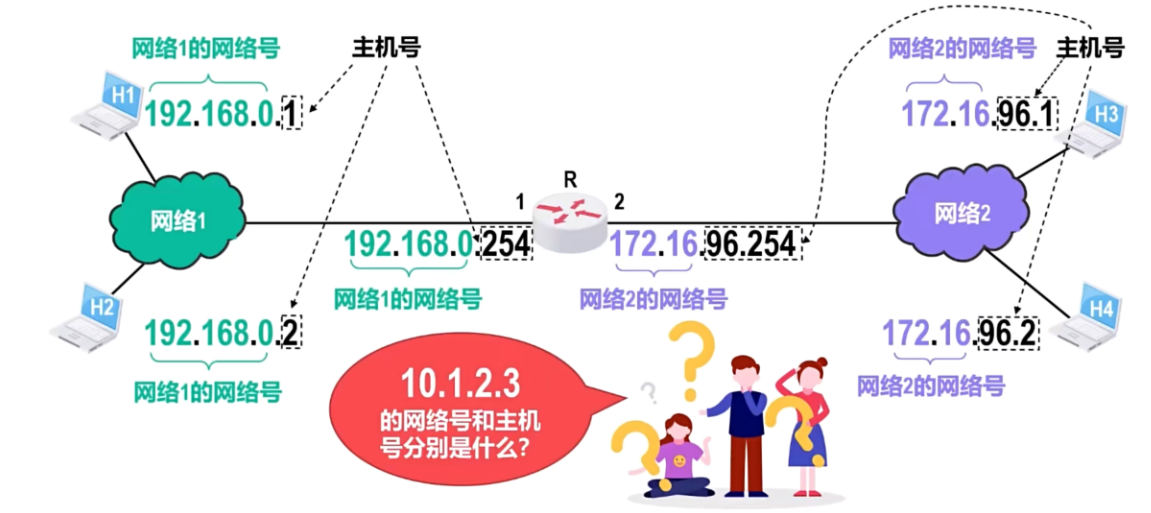 网络1的网络号
主机号
网络2的网络号
主机号
H1
192.168.0.1
172.16.96.1
H3
R
1
2
网络1
网络2
192.168.0.254
172.16.96.254
网络1的网络号
网络2的网络号
H2
192.168.0.2
172.16.96.2
H4
网络1的网络号
网络2的网络号
10.1.2.3
的网络号和主机
号分别是什么?